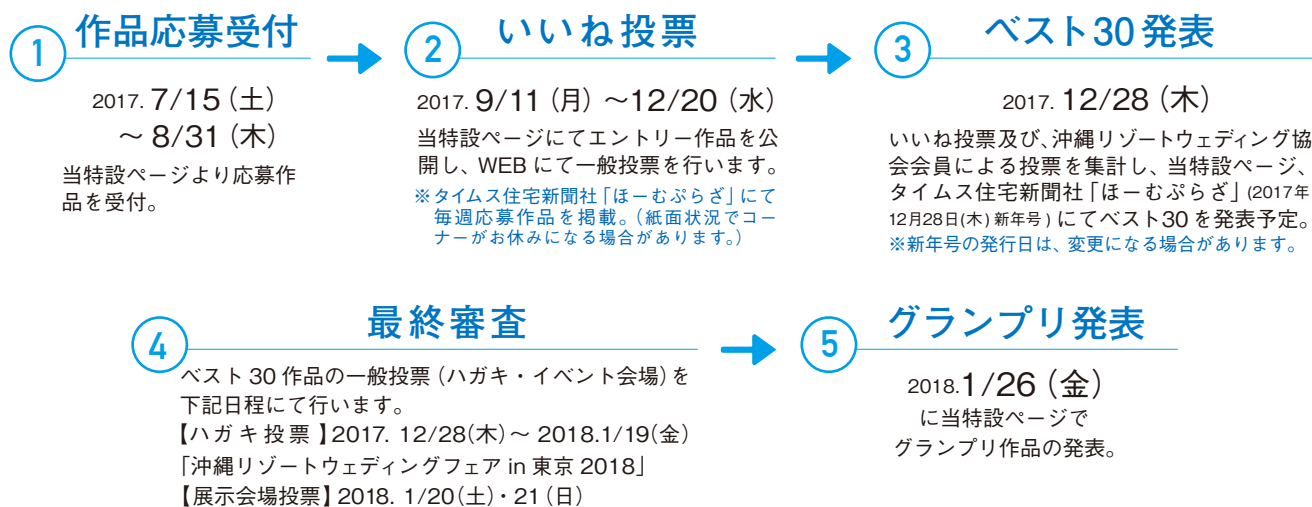 1 作品応募受付
2017. 7/15（土）
～ 8/31（木）
当特設ページより応募作
品を受付。
2 いいね投票
2017. 9/11（月）～12/20（水）
当特設ページにてエントリー作品を公
開し、WEB にて一般投票を行います。
※タイムス住宅新聞社「ほーむぷらざ」にて
毎週応募作品を掲載。（紙面状況でコー
ナーがお休みになる場合があります。）
3 ベスト30発表
2017. 12/28（木）
いいね投票及び、沖縄リゾートウェディング協
会会員による投票を集計し、当特設ページ、
タイムス住宅新聞社「ほーむぷらざ」(2017年
12月28日(木)新年号)にてベスト30を発表予定。
※新年号の発行日は、変更になる場合があります。
4 最終審査
ベスト30作品の一般投票（ハガキ・イベント会場）を
下記日程にて行います。
【ハガキ投票】2017. 12/28(木)～ 2018.1/19(金)
「沖縄リゾートウェディングフェア in 東京 2018」
【展示会場投票】2018. 1/20(土)・21(日)
5 グランプリ発表
2018.1/26（金）
に当特設ページで
グランプリ作品の発表。